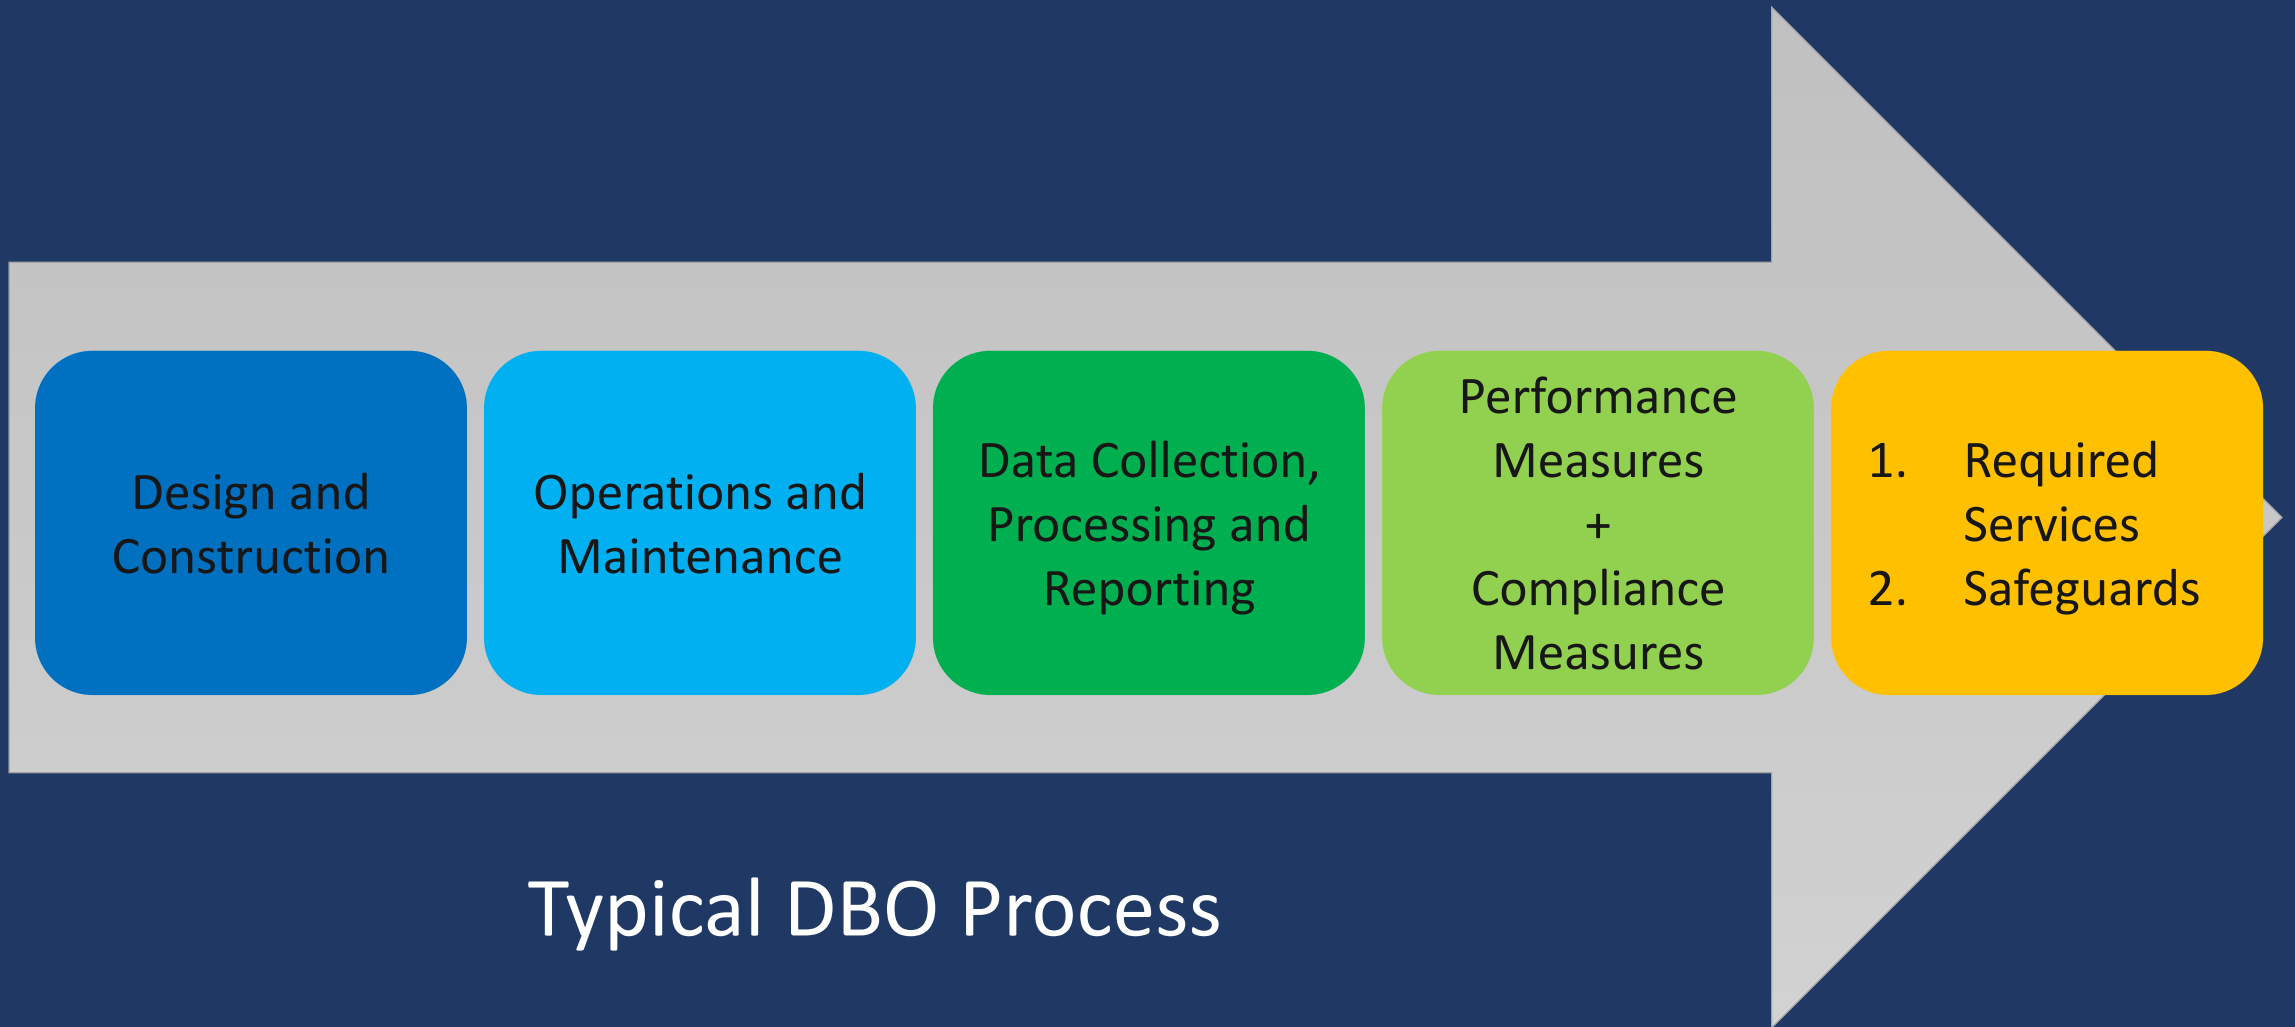 Design and
Construction
Operations and
Maintenance
Data Collection,
Processing and
Reporting
Performance
Measures
+
Compliance
Measures
1. Required
Services
2. Safeguards
Typical DBO Process